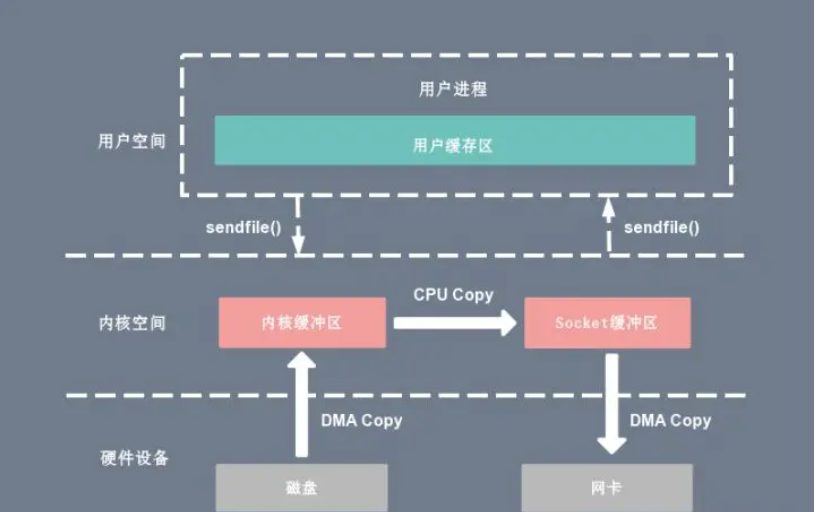 用户进程
用户空间
用户缓存区
sendfile()
sendfile()
CPU Copy
内核空间
内核缓冲区
Socket缓冲区
DMA Copy
DMA Copy
硬件设备
磁盘
网卡